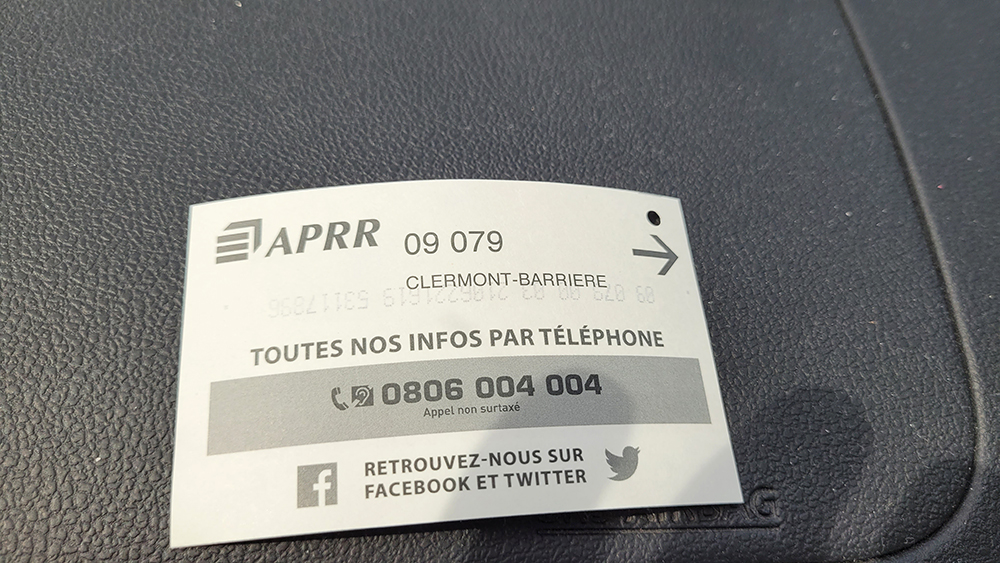 APRR 09 079
CLERMONT-BARRIERE
TOUTES NOS INFOS PAR TÉLÉPHONE
0806 004 004
Appel non surtaxé
RETROUVEZ-NOUS SUR
FACEBOOK ET TWITTER